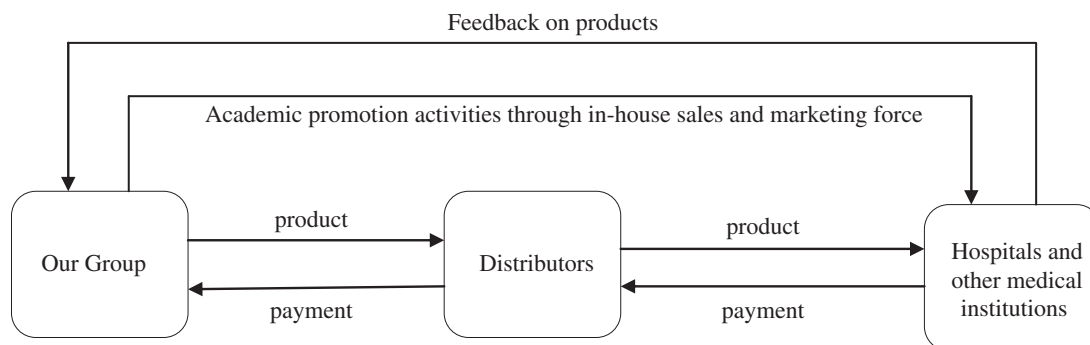 Feedback on products
Academic promotion activities through in-house sales and marketing force
product
product
Our Group
Distributors
Hospitals and
other medical
institutions
payment
payment